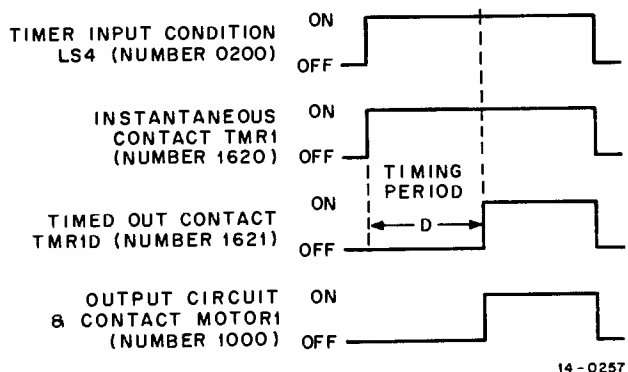 TIMER INPUT CONDITION
LS4 (NUMBER 0200)
ON
OFF
INSTANTANEOUS
CONTACT TMR1
(NUMBER 1620)
ON
OFF
TIMING
PERIOD
D
TIMED OUT CONTACT
TMR1D (NUMBER 1621)
ON
OFF
OUTPUT CIRCUIT
& CONTACT MOTOR1
(NUMBER 1000)
ON
OFF
14-0257